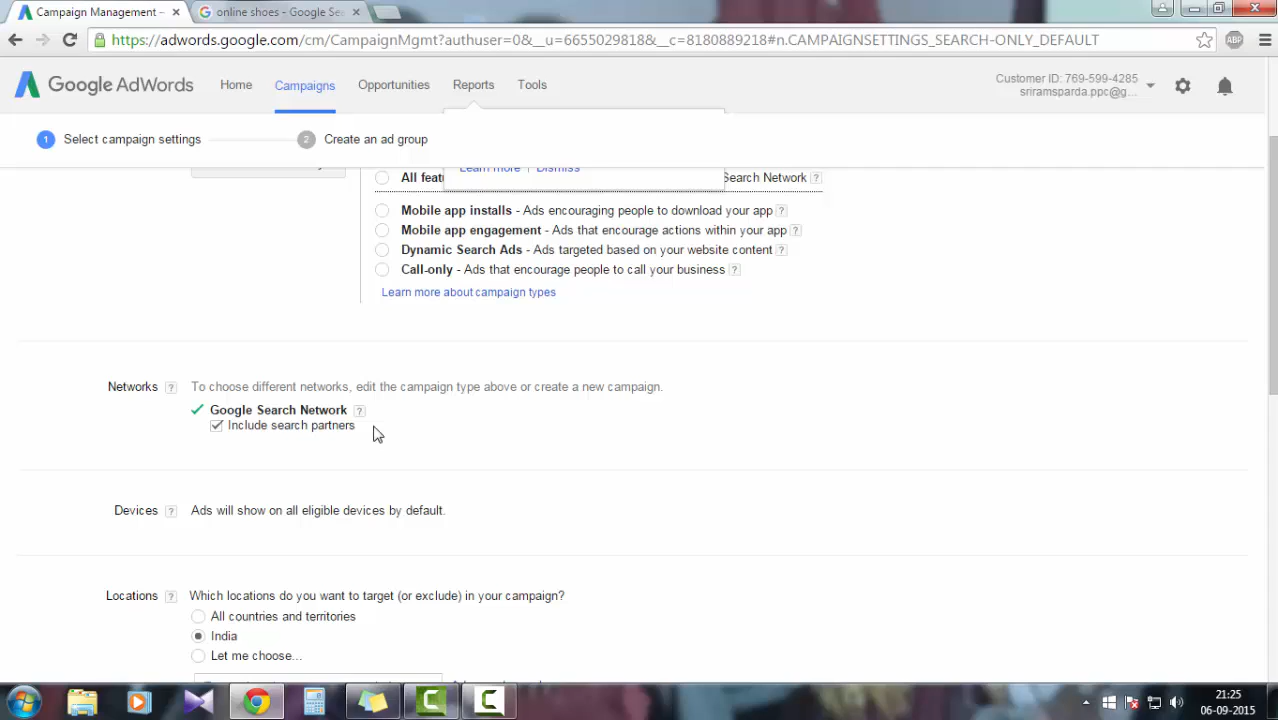 Campaign Management –
online shoes - Google Sea
https://adwords.google.com/cm/CampaignMgmt?authuser=0&__u=6655029818&__c=8180889218#n.CAMPAIGNSETTINGS_SEARCH-ONLY_DEFAULT
ABP
Google AdWords
Home
Campaigns
Opportunities
Reports
Tools
Customer ID: 769-599-4285
sriramsparda.ppc@g...
1 Select campaign settings
2 Create an ad group
Learn more | Dismiss
All feat
Search Network ?
Mobile app installs - Ads encouraging people to download your app ?
Mobile app engagement - Ads that encourage actions within your app ?
Dynamic Search Ads - Ads targeted based on your website content ?
Call-only - Ads that encourage people to call your business ?
Learn more about campaign types
Networks ? To choose different networks, edit the campaign type above or create a new campaign.
Google Search Network ?
Include search partners
Devices ? Ads will show on all eligible devices by default.
Locations ? Which locations do you want to target (or exclude) in your campaign?
All countries and territories
India
Let me choose...
21:25
06-09-2015